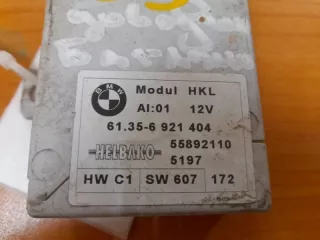 BMW
Modul HKL
AI:01 12V
61.35-6 921 404
HELBAKO 55892110
5197
HW C1 SW 607 172